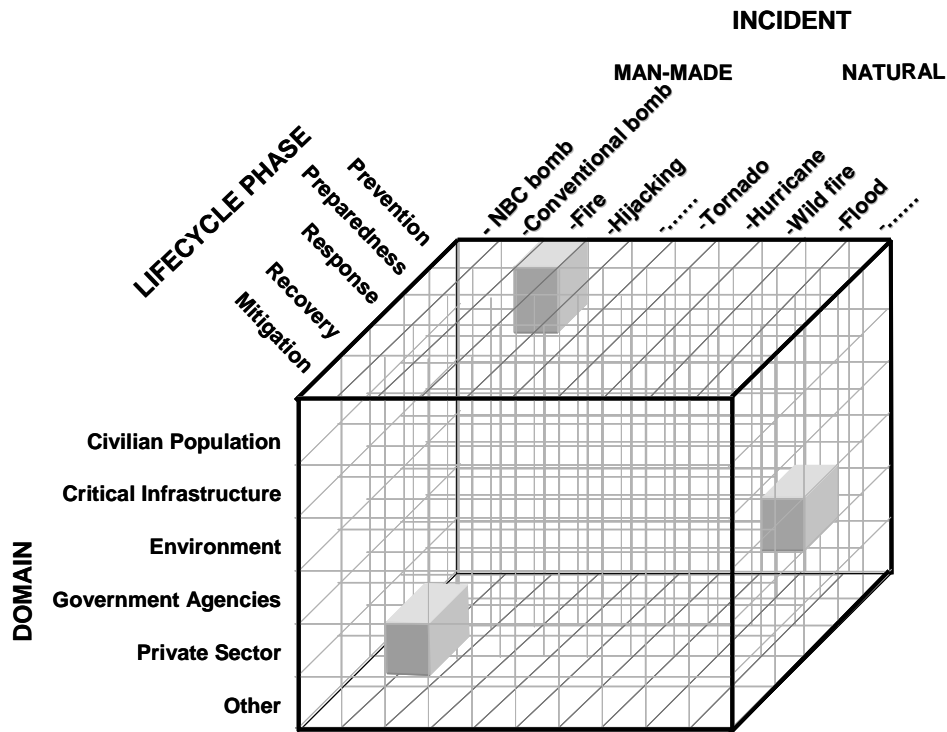 INCIDENT
MAN-MADE
NATURAL
LIFECYCLE PHASE
Prevention
Preparedness
Response
Recovery
Mitigation
- NBC bomb
-Conventional bomb
-Fire
-Hijacking
-......
-Tornado
-Hurricane
-Wild fire
-Flood
-......
DOMAIN
Civilian Population
Critical Infrastructure
Environment
Government Agencies
Private Sector
Other